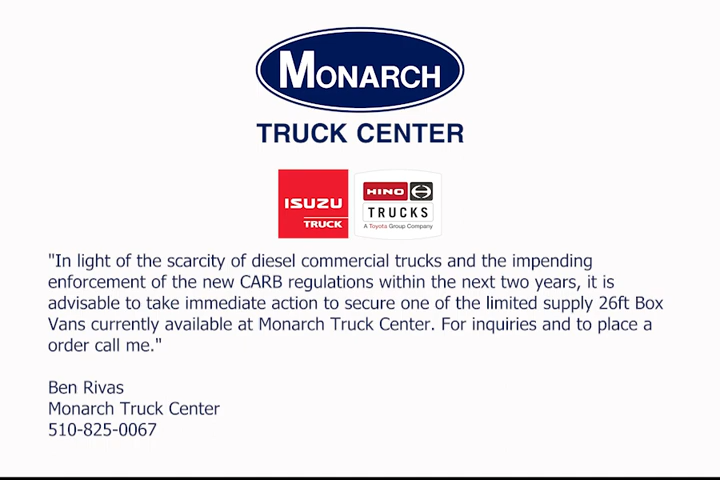 MONARCH
TRUCK CENTER
ISUZU
TRUCK
HINO
TRUCKS
A Toyota Group Company
"In light of the scarcity of diesel commercial trucks and the impending
enforcement of the new CARB regulations within the next two years, it is
advisable to take immediate action to secure one of the limited supply 26ft Box
Vans currently available at Monarch Truck Center. For inquiries and to place a
order call me."
Ben Rivas
Monarch Truck Center
510-825-0067